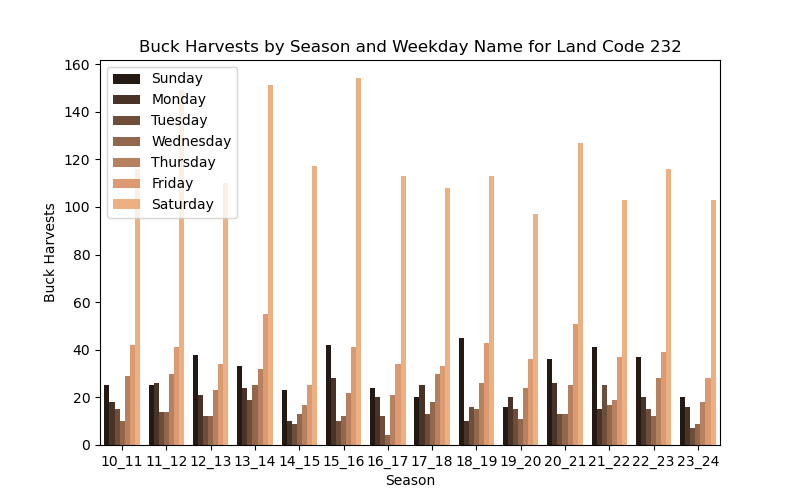 Buck Harvests by Season and Weekday Name for Land Code 232
Buck Harvests
160
140
120
100
80
60
40
20
0
Sunday
Monday
Tuesday
Wednesday
Thursday
Friday
Saturday
10_11 11_12 12_13 13_14 14_15 15_16 16_17 17_18 18_19 19_20 20_21 21_22 22_23 23_24
Season